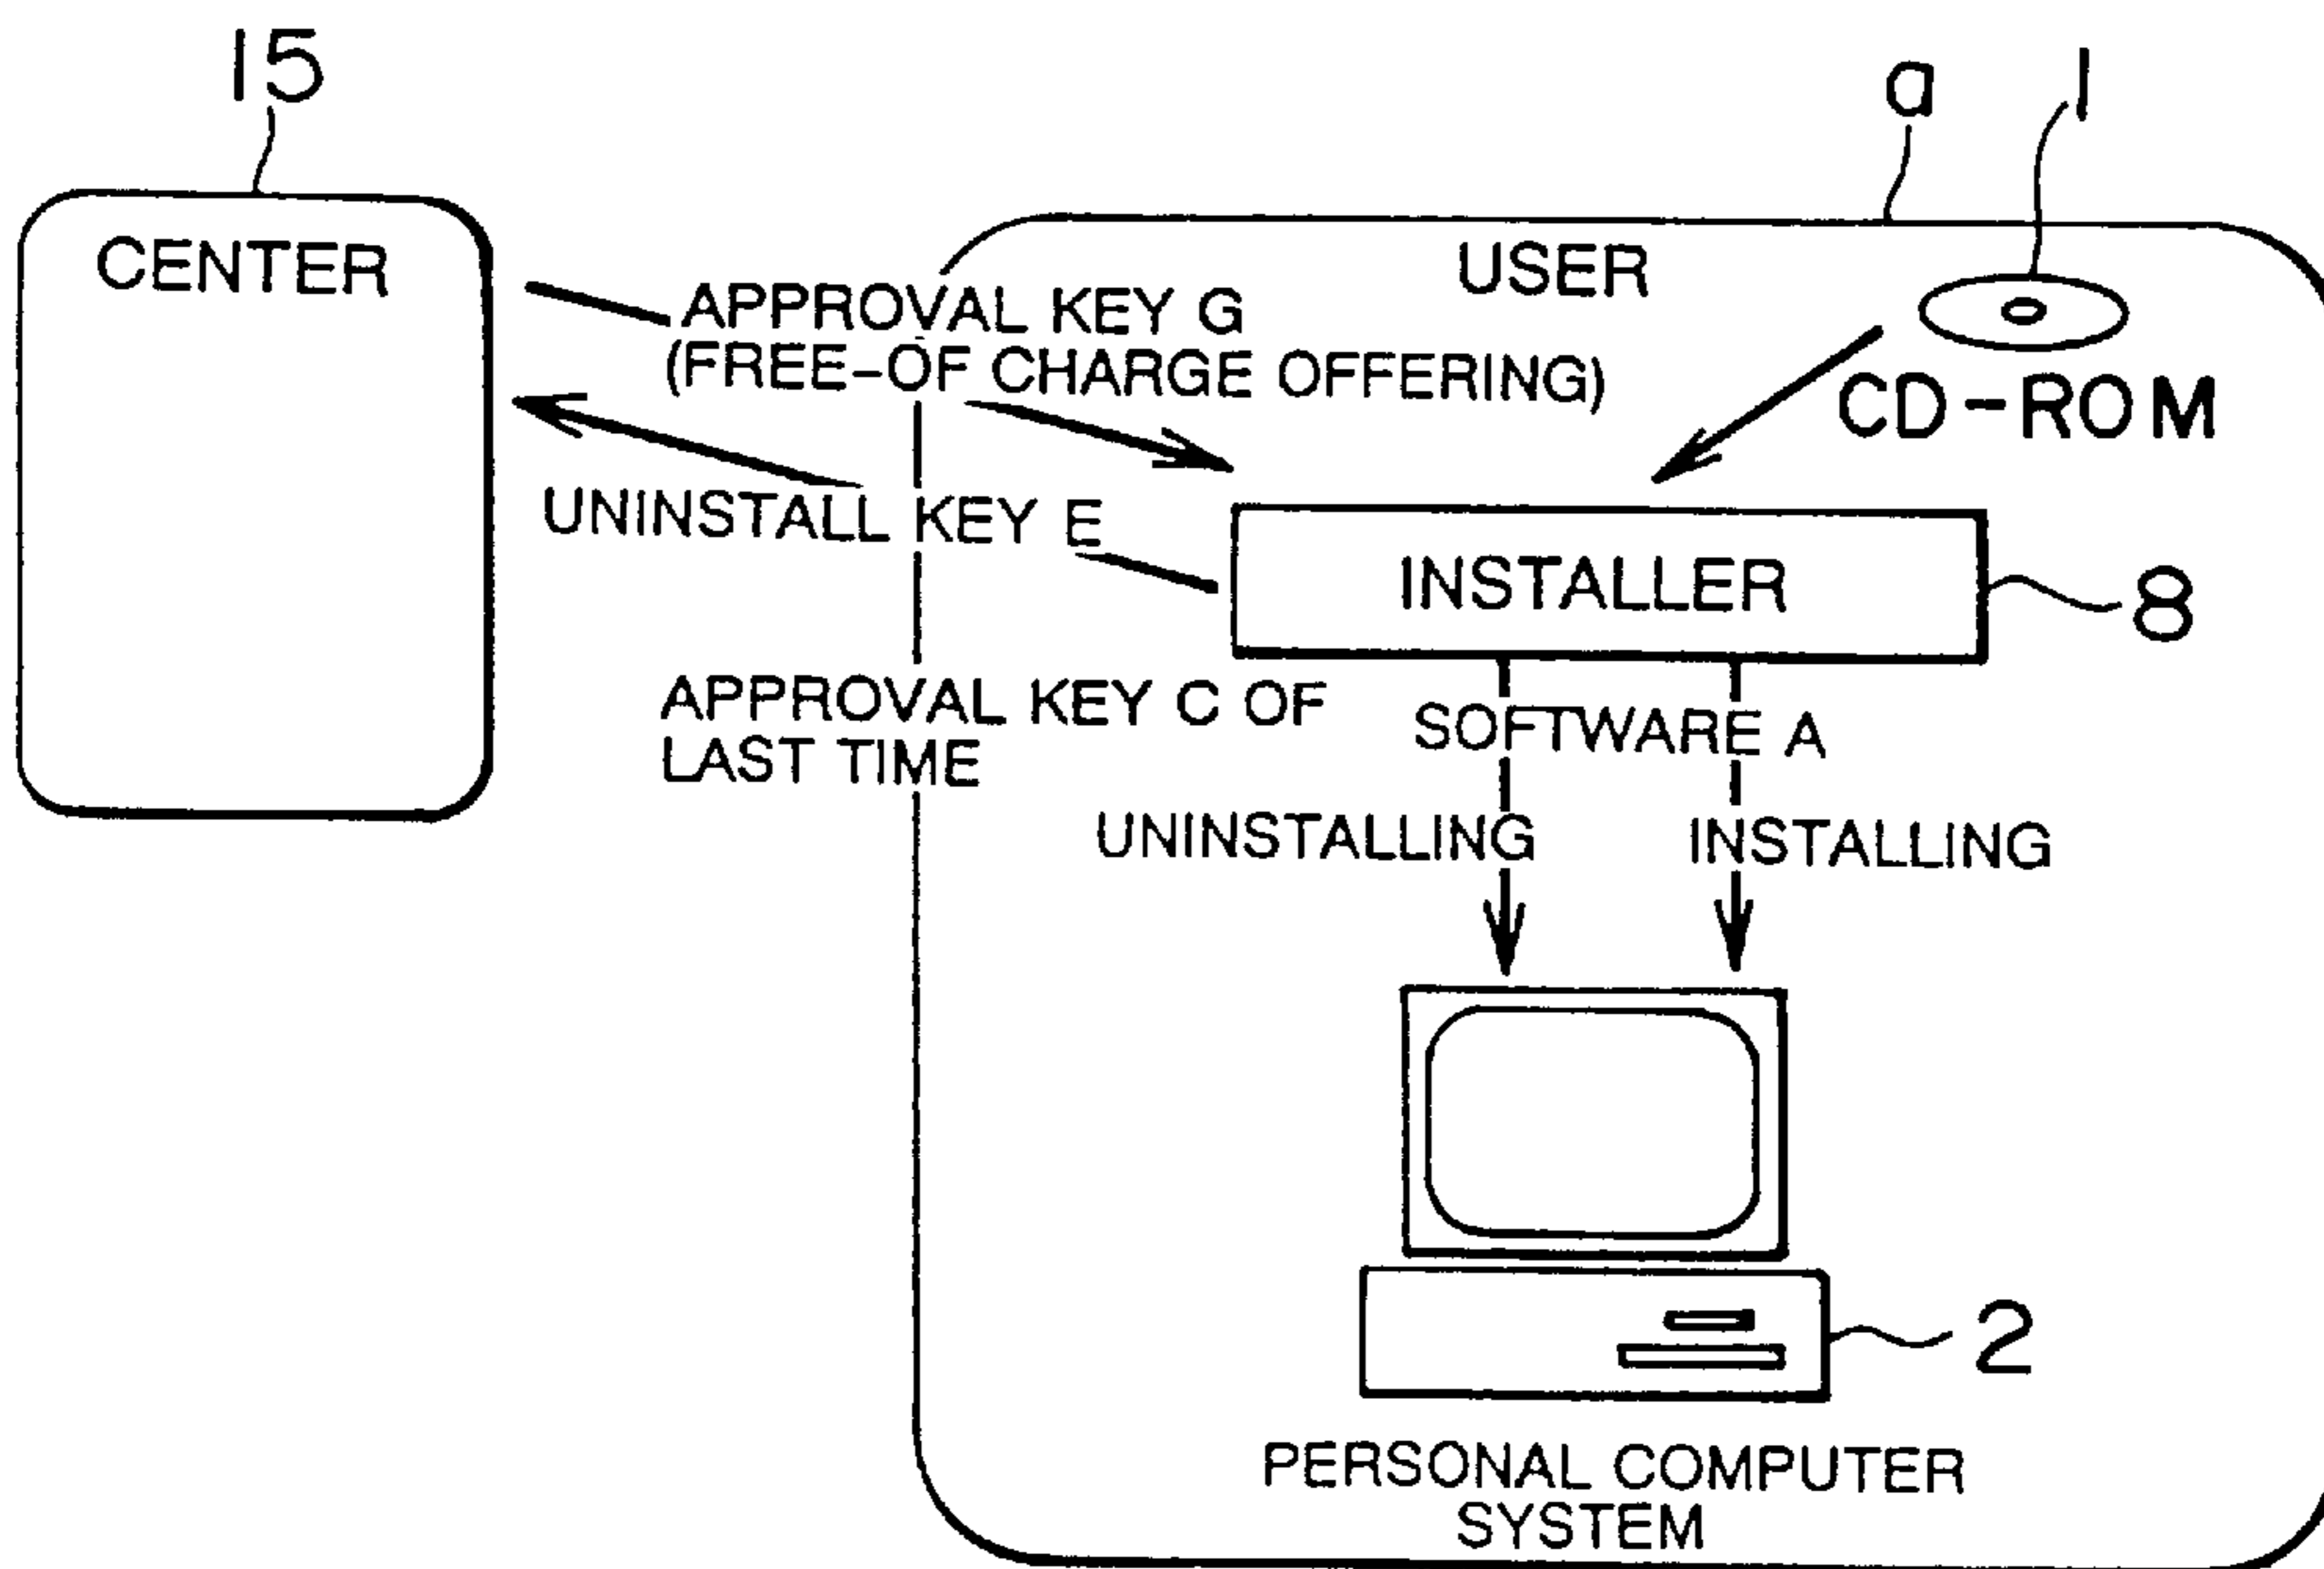 15
a
1
CENTER
USER
APPROVAL KEY G
(FREE-OF CHARGE OFFERING)
CD-ROM
UNINSTALL KEY E
INSTALLER
8
APPROVAL KEY C OF
LAST TIME
SOFTWARE A
UNINSTALLING
INSTALLING
2
PERSONAL COMPUTER
SYSTEM